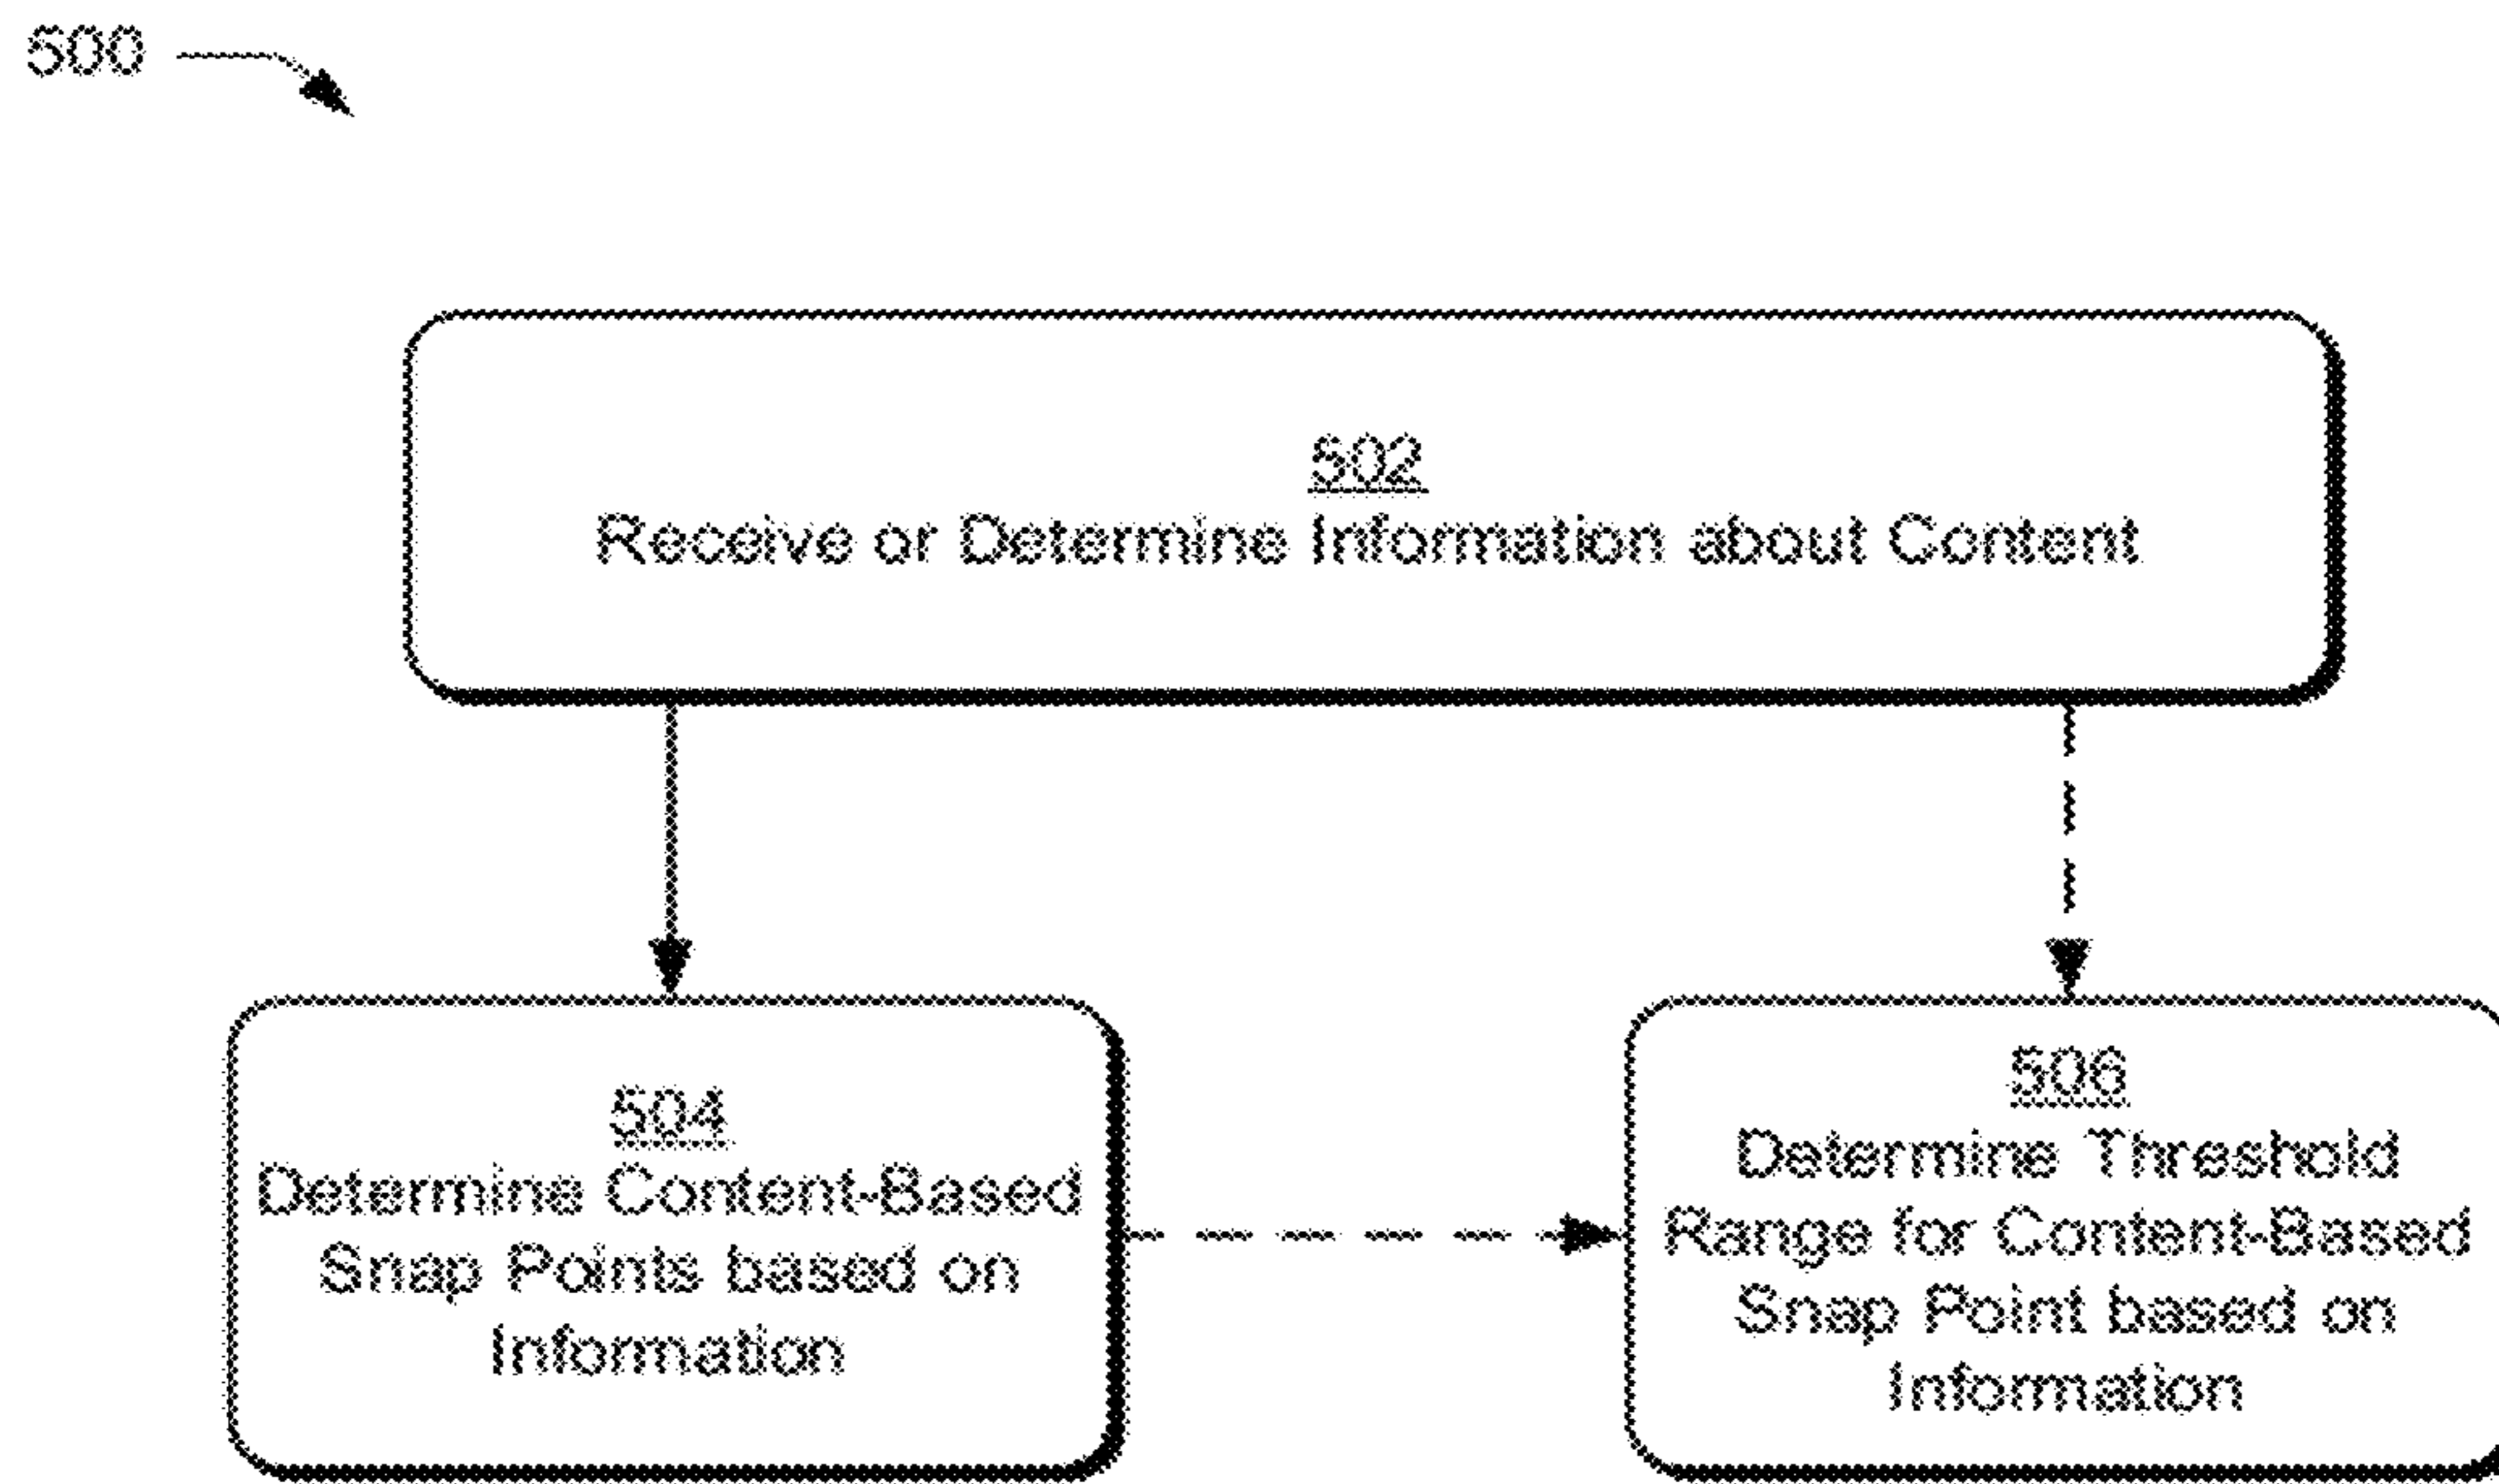 500
502
Receive or Determine Information about Content
504
Determine Content-Based
Snap Points based on
Information
506
Determine Threshold
Range for Content-Based
Snap Point based on
Information